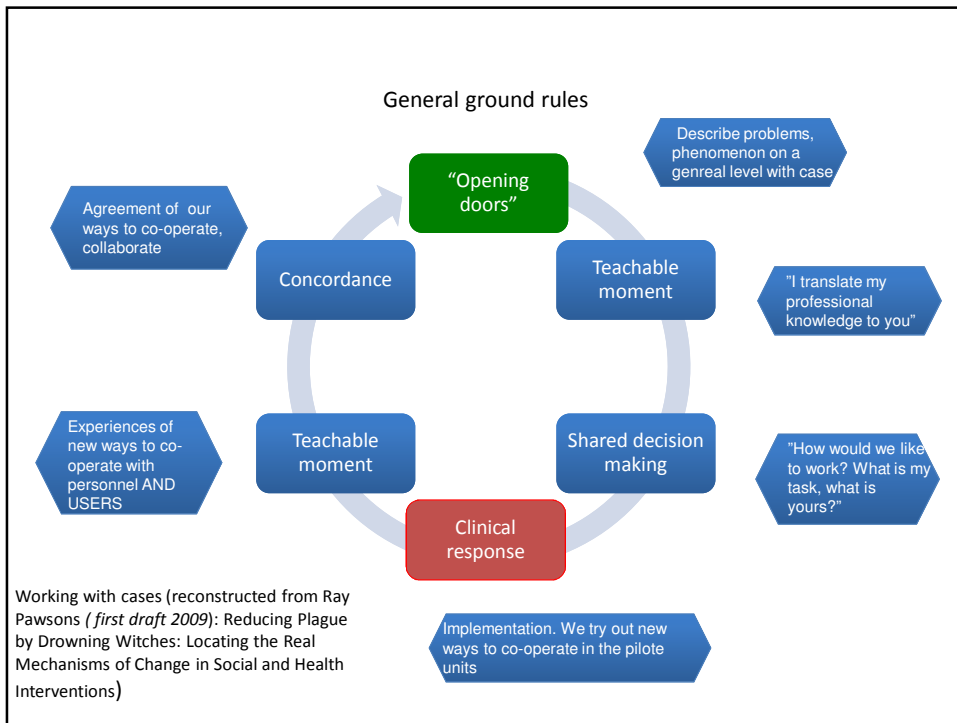 General ground rules
“Opening
doors”
Describe problems,
phenomenon on a
genreal level with case
Teachable
moment
”I translate my
professional
knowledge to you”
Shared decision
making
”How would we like
to work? What is my
task, what is
yours?”
Clinical
response
Implementation. We try out new
ways to co-operate in the pilote
units
Teachable
moment
Experiences of
new ways to co-
operate with
personnel AND
USERS
Concordance
Agreement of our
ways to co-operate,
collaborate
Working with cases (reconstructed from Ray
Pawsons ( first draft 2009): Reducing Plague
by Drowning Witches: Locating the Real
Mechanisms of Change in Social and Health
Interventions)